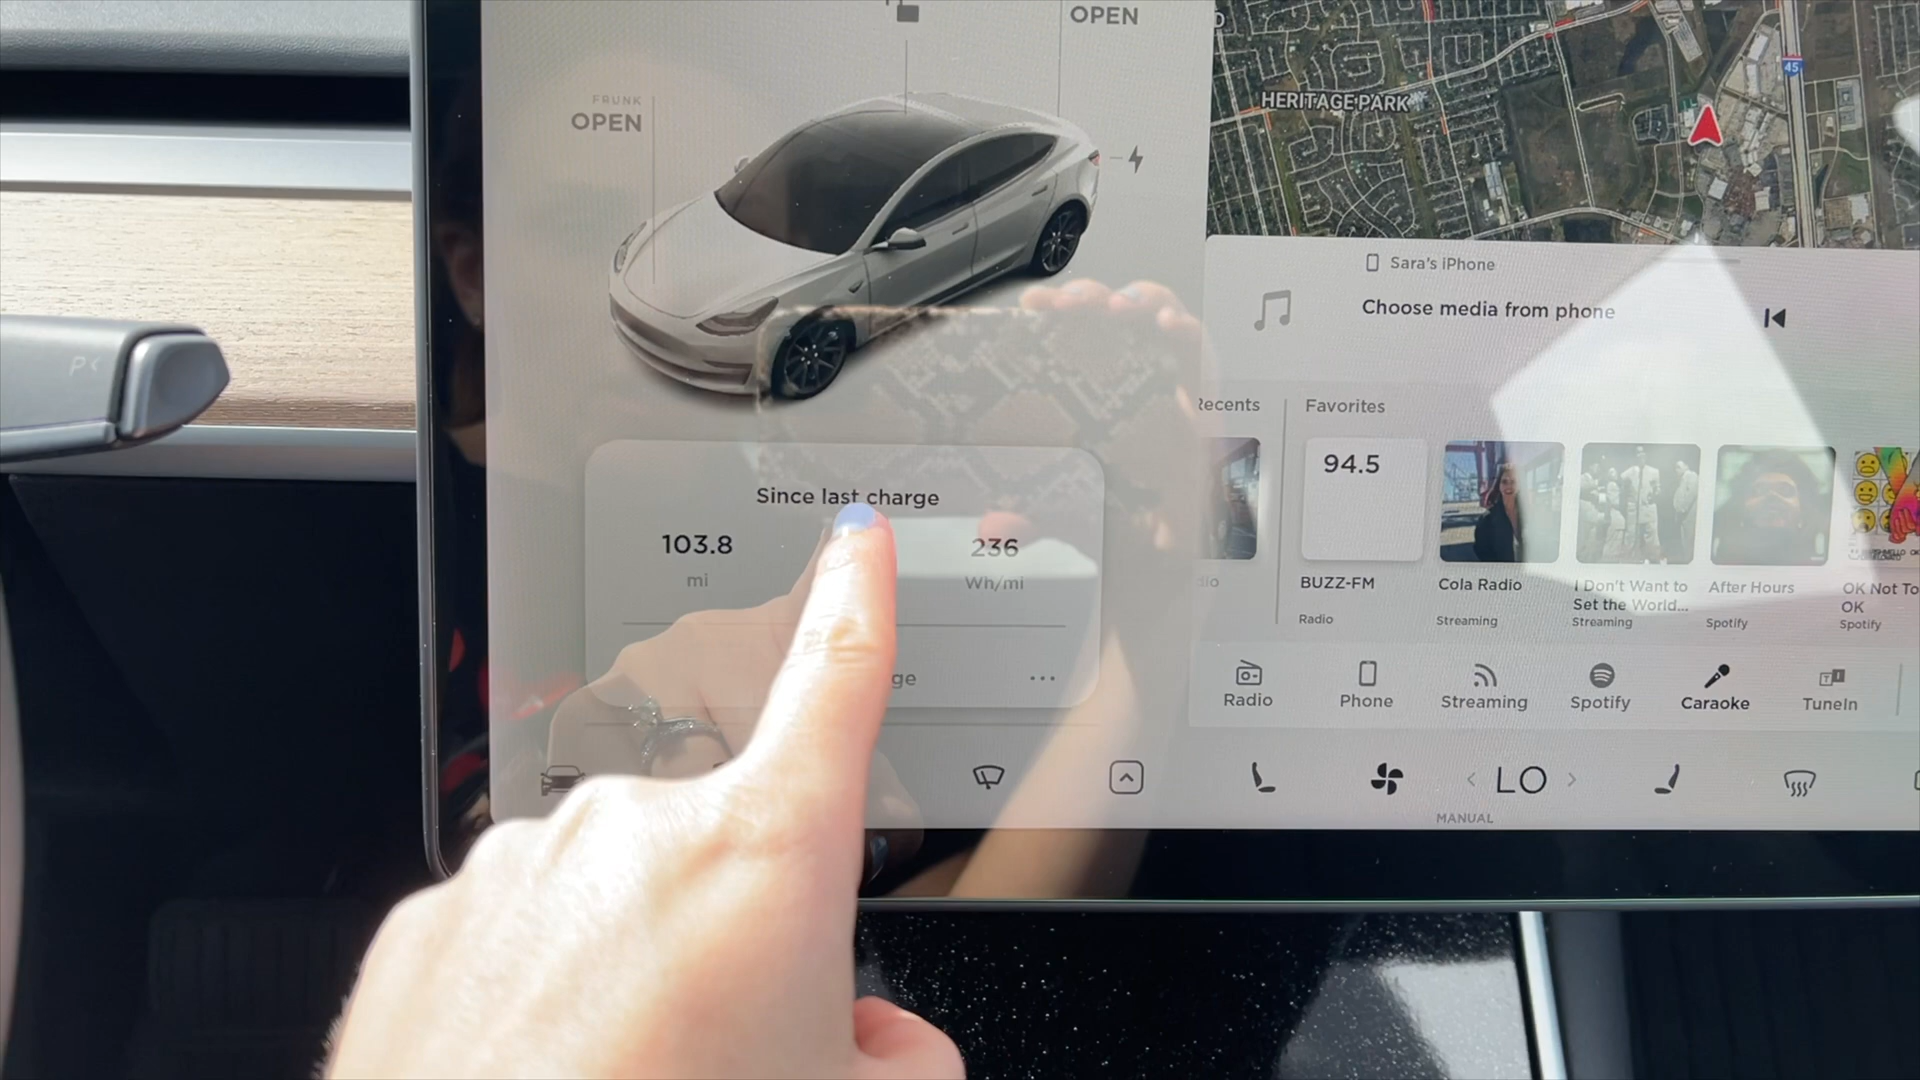 OPEN
FRUNK
OPEN
45
HERITAGE PARK
Sara's iPhone
Choose media from phone
P
Recents
Favorites
94.5
Since last charge
103.8
236
mi
Wh/mi
BUZZ-FM
Cola Radio
I Don't Want to
Set the World...
After Hours
OK Not To
OK
Radio
Streaming
Streaming
Spotify
Spotify
ge
...
Radio
Phone
Streaming
Spotify
Caraoke
TuneIn
< LO >
MANUAL